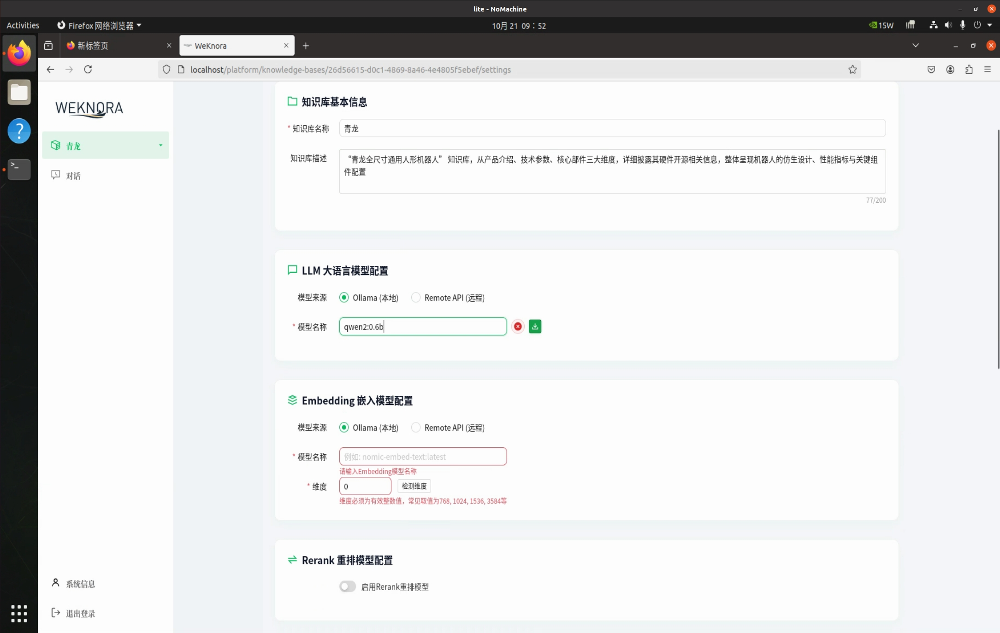 lite - NoMachine
Activities
Firefox 网络浏览器
10月 21 09：52
15W
新标签页
WeKnora
localhost/platform/knowledge-bases/26d56615-d0c1-4869-8a46-4e4805f5ebef/settings
WEKNORA
青龙
对话
系统信息
退出登录
知识库基本信息
* 知识库名称
青龙
知识库描述
“青龙全尺寸通用人形机器人” 知识库，从产品介绍、技术参数、核心部件三大维度，详细披露其硬件开源相关信息，整体呈现机器人的仿生设计、性能指标与关键组
件配置
77/200
LLM 大语言模型配置
模型来源
Ollama (本地)
Remote API (远程)
* 模型名称
qwen2:0.6b
Embedding 嵌入模型配置
模型来源
Ollama (本地)
Remote API (远程)
* 模型名称
例如: nomic-embed-text:latest
请输入Embedding模型名称
* 维度
0
检测维度
维度必须为有效整数值，常见取值为768, 1024, 1536, 3584等
Rerank 重排模型配置
启用Rerank重排模型